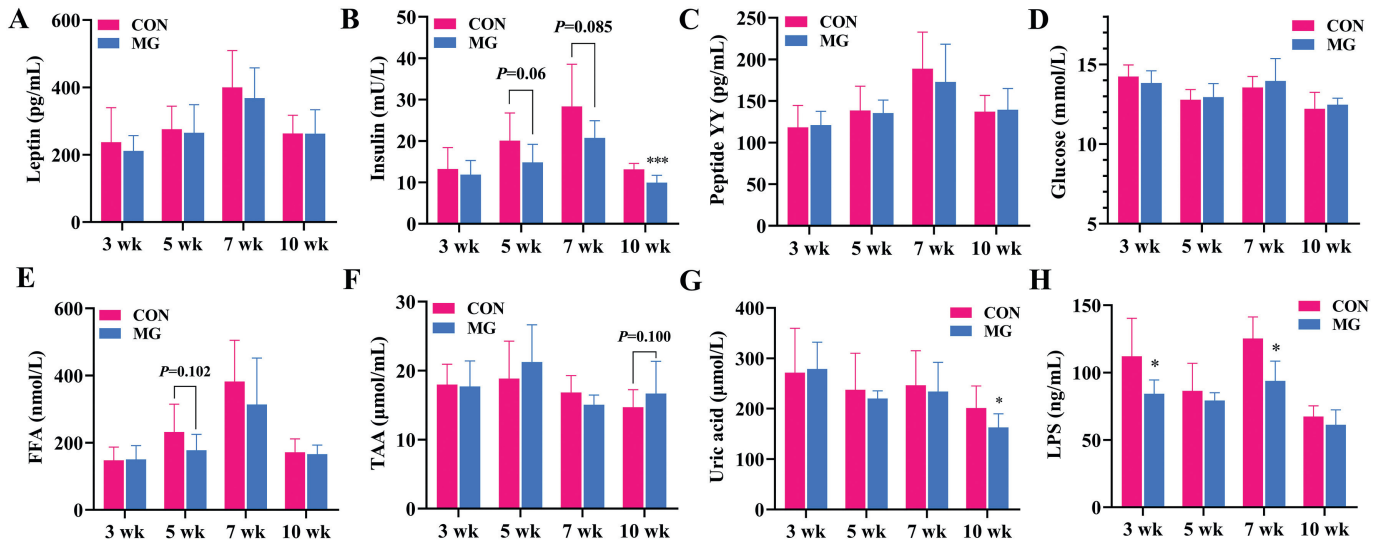 A
Leptin (pg/mL)
600
400
200
0
CON
MG
3 wk 5 wk 7 wk 10 wk
B
Insulin (mU/L)
50
40
30
20
10
0
CON
MG
P=0.06
P=0.085
***
3 wk 5 wk 7 wk 10 wk
C
Peptide YY (pg/mL)
250
200
150
100
50
0
CON
MG
3 wk 5 wk 7 wk 10 wk
D
Glucose (mmol/L)
15
10
5
CON
MG
3 wk 5 wk 7 wk 10 wk
E
FFA (nmol/L)
600
400
200
0
CON
MG
P=0.102
3 wk 5 wk 7 wk 10 wk
F
TAA (μmol/mL)
30
20
10
0
CON
MG
P=0.100
3 wk 5 wk 7 wk 10 wk
G
Uric acid (μmol/L)
400
300
200
100
0
CON
MG
*
3 wk 5 wk 7 wk 10 wk
H
LPS (ng/mL)
150
100
50
0
CON
MG
*
*
3 wk 5 wk 7 wk 10 wk